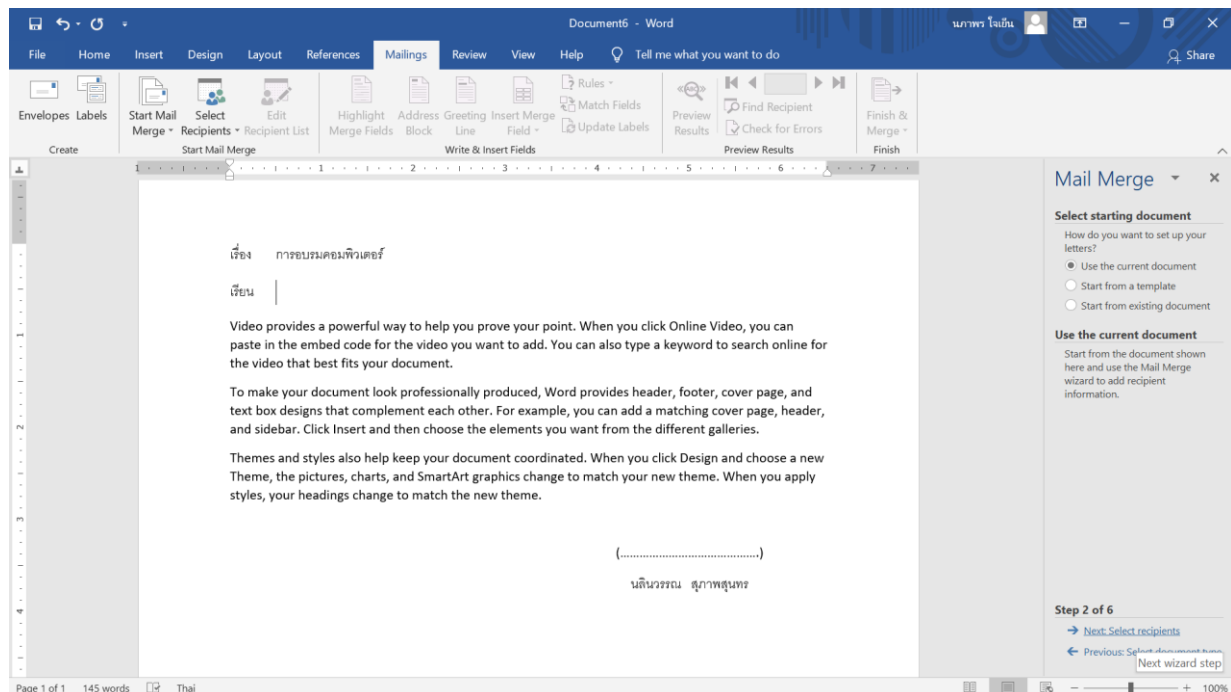 Document6 - Word
นภาพร โจเย็น
File Home Insert Design Layout References Mailings Review View Help Tell me what you want to do Share
Envelopes Labels
Start Mail Merge
Select Recipients
Edit Recipient List
Highlight Merge Fields
Address Block
Greeting Line
Insert Merge Field
Rules
Match Fields
Update Labels
Preview Results
«ABC»
Find Recipient
Check for Errors
Finish & Merge
Create
Start Mail Merge
Write & Insert Fields
Preview Results
Finish
1 1 2 3 4 5 6 7
เรื่อง การอบรมคอมพิวเตอร์
เรียน
Video provides a powerful way to help you prove your point. When you click Online Video, you can
paste in the embed code for the video you want to add. You can also type a keyword to search online for
the video that best fits your document.
To make your document look professionally produced, Word provides header, footer, cover page, and
text box designs that complement each other. For example, you can add a matching cover page, header,
and sidebar. Click Insert and then choose the elements you want from the different galleries.
Themes and styles also help keep your document coordinated. When you click Design and choose a new
Theme, the pictures, charts, and SmartArt graphics change to match your new theme. When you apply
styles, your headings change to match the new theme.
(……………………………………)
นลินวรรณ สุภาพสุนทร
Mail Merge
Select starting document
How do you want to set up your
letters?
Use the current document
Start from a template
Start from existing document
Use the current document
Start from the document shown
here and use the Mail Merge
wizard to add recipient
information.
Step 2 of 6
Next: Select recipients
Previous: Select document type
Next wizard step
Page 1 of 1 145 words Thai 100%